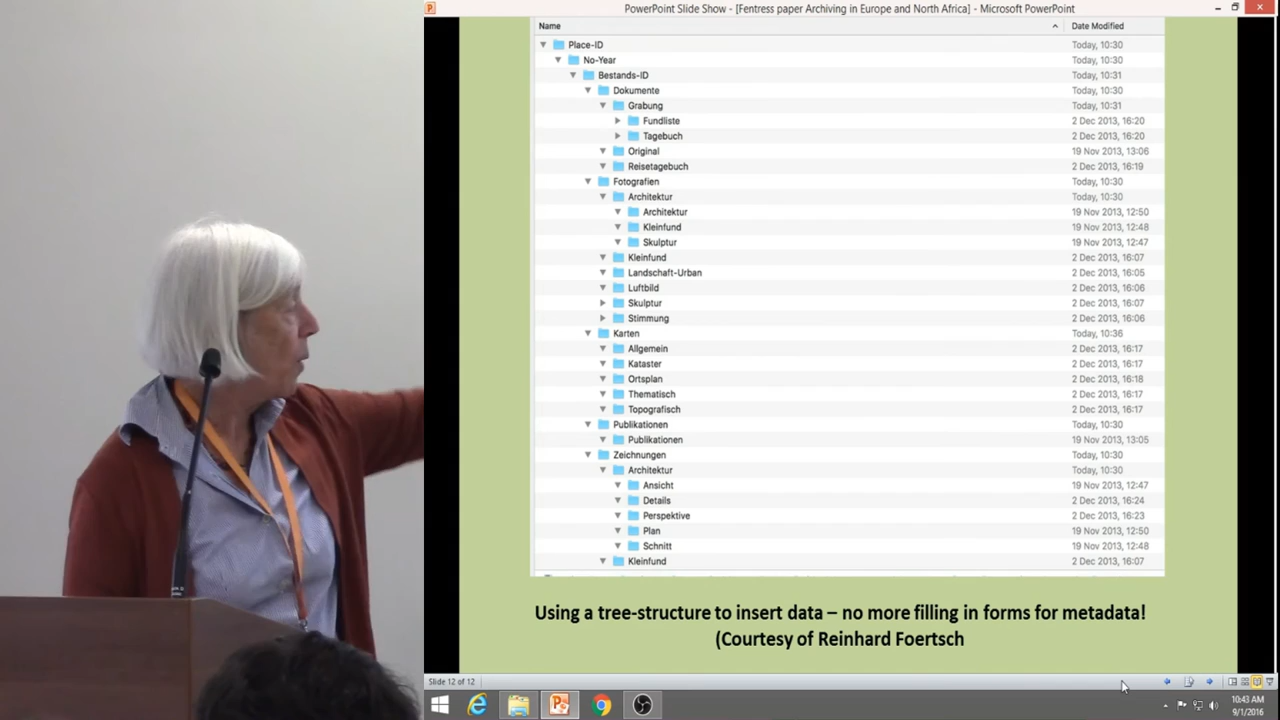 PowerPoint Slide Show - [Fentress paper Archiving in Europe and North Africa] - Microsoft PowerPoint
Name Date Modified
Place-ID Today, 10:30
No-Year Today, 10:30
Bestands-ID Today, 10:31
Dokumente Today, 10:30
Grabung Today, 10:31
Fundliste 2 Dec 2013, 16:20
Tagebuch 2 Dec 2013, 16:20
Original 19 Nov 2013, 13:06
Reisetagebuch 2 Dec 2013, 16:19
Fotografien Today, 10:30
Architektur Today, 10:30
Architektur 19 Nov 2013, 12:50
Kleinfund 19 Nov 2013, 12:48
Skulptur 19 Nov 2013, 12:47
Kleinfund 2 Dec 2013, 16:07
Landschaft-Urban 2 Dec 2013, 16:05
Luftbild 2 Dec 2013, 16:06
Skulptur 2 Dec 2013, 16:07
Stimmung 2 Dec 2013, 16:06
Karten Today, 10:36
Allgemein 2 Dec 2013, 16:17
Kataster 2 Dec 2013, 16:17
Ortsplan 2 Dec 2013, 16:18
Thematisch 2 Dec 2013, 16:17
Topografisch 2 Dec 2013, 16:17
Publikationen Today, 10:30
Publikationen 19 Nov 2013, 13:05
Zeichnungen Today, 10:30
Architektur Today, 10:30
Ansicht 19 Nov 2013, 12:47
Details 2 Dec 2013, 16:24
Perspektive 2 Dec 2013, 16:23
Plan 19 Nov 2013, 12:50
Schnitt 19 Nov 2013, 12:48
Kleinfund 2 Dec 2013, 16:07
Using a tree-structure to insert data – no more filling in forms for metadata!
(Courtesy of Reinhard Foertsch
Slide 12 of 12
10:43 AM
9/1/2016